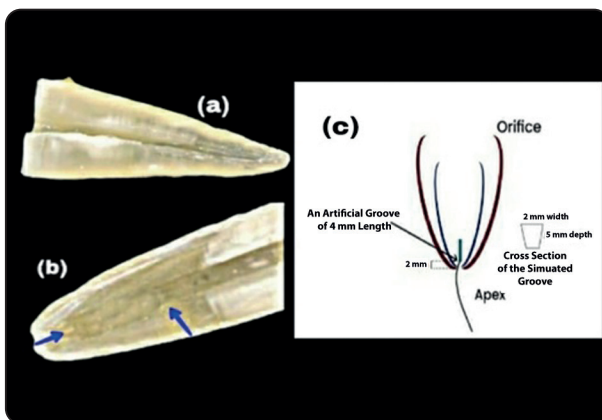 (a)
(b)
(c)
Orifice
An Artificial Groove
of 4 mm Length
2 mm width
5 mm depth
Cross Section
of the Simuated
Groove
2 mm
Apex